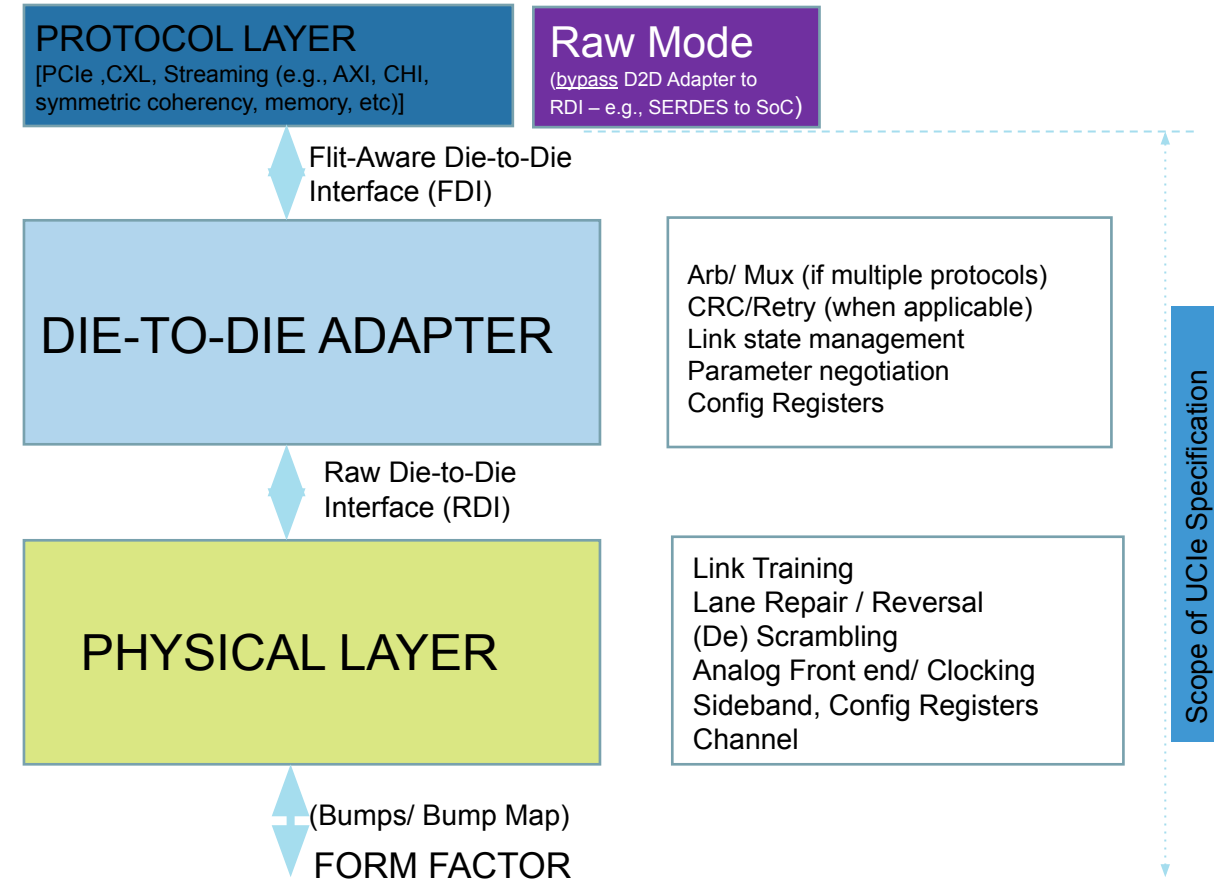 PROTOCOL LAYER
[PCIe ,CXL, Streaming (e.g., AXI, CHI,
symmetric coherency, memory, etc)]
Raw Mode
(bypass D2D Adapter to
RDI – e.g., SERDES to SoC)
Flit-Aware Die-to-Die
Interface (FDI)
DIE-TO-DIE ADAPTER
Arb/ Mux (if multiple protocols)
CRC/Retry (when applicable)
Link state management
Parameter negotiation
Config Registers
Raw Die-to-Die
Interface (RDI)
PHYSICAL LAYER
Link Training
Lane Repair / Reversal
(De) Scrambling
Analog Front end/ Clocking
Sideband, Config Registers
Channel
(Bumps/ Bump Map)
FORM FACTOR
Scope of UCIe Specification